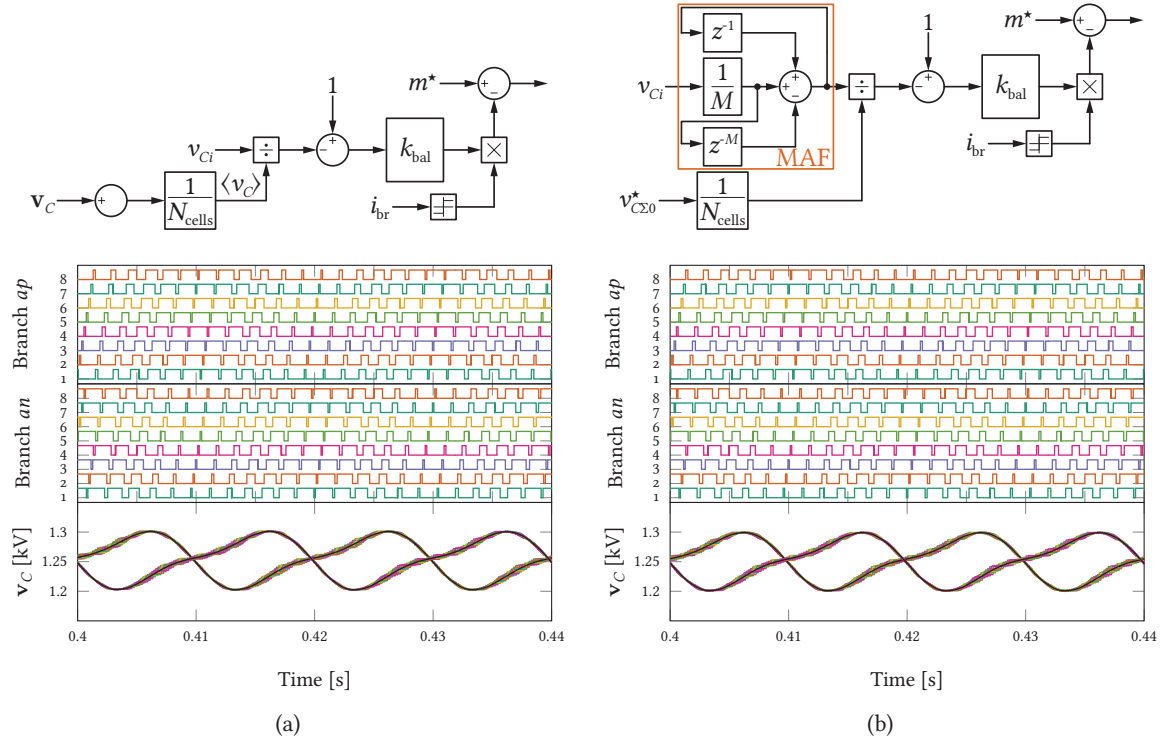 m⋆
+
−
1
v_Ci
÷
−
+
k_bal
×
⟨v_C⟩
v_C
+
1
N_cells
i_br
z⁻¹
v_Ci
1
M
+
+
−
z⁻ᴹ
MAF
÷
1
−
+
k_bal
×
m⋆
+
−
i_br
v⋆_CΣ0
1
N_cells
Branch ap
8
7
6
5
4
3
2
1
Branch an
8
7
6
5
4
3
2
1
v_C [kV]
1.3
1.25
1.2
0.4 0.41 0.42 0.43 0.44
Time [s]
(a)
Branch ap
8
7
6
5
4
3
2
1
Branch an
8
7
6
5
4
3
2
1
v_C [kV]
1.3
1.25
1.2
0.4 0.41 0.42 0.43 0.44
Time [s]
(b)